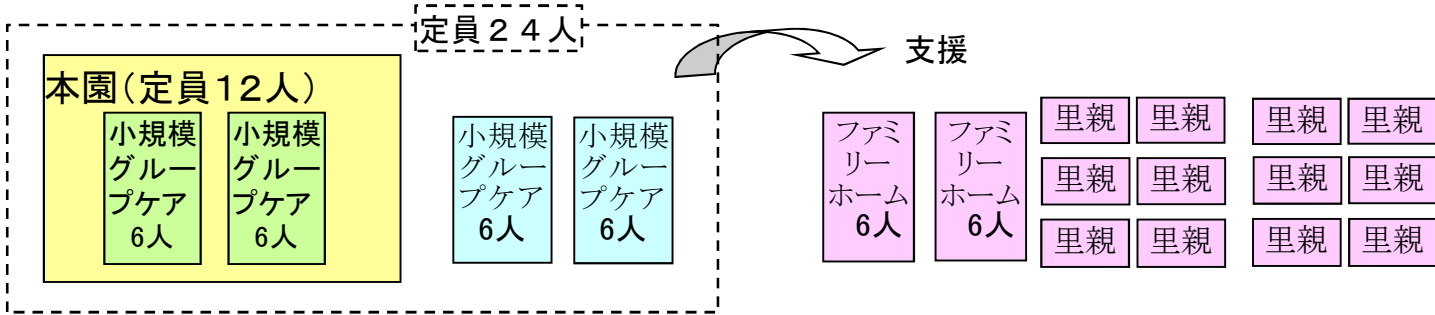 定員２４人
支援
本園（定員１２人）
小規模
グルー
プケア
6人
小規模
グルー
プケア
6人
小規模
グルー
プケア
6人
小規模
グルー
プケア
6人
ファミ
リー
ホーム
6人
ファミ
リー
ホーム
6人
里親
里親
里親
里親
里親
里親
里親
里親
里親
里親
里親
里親